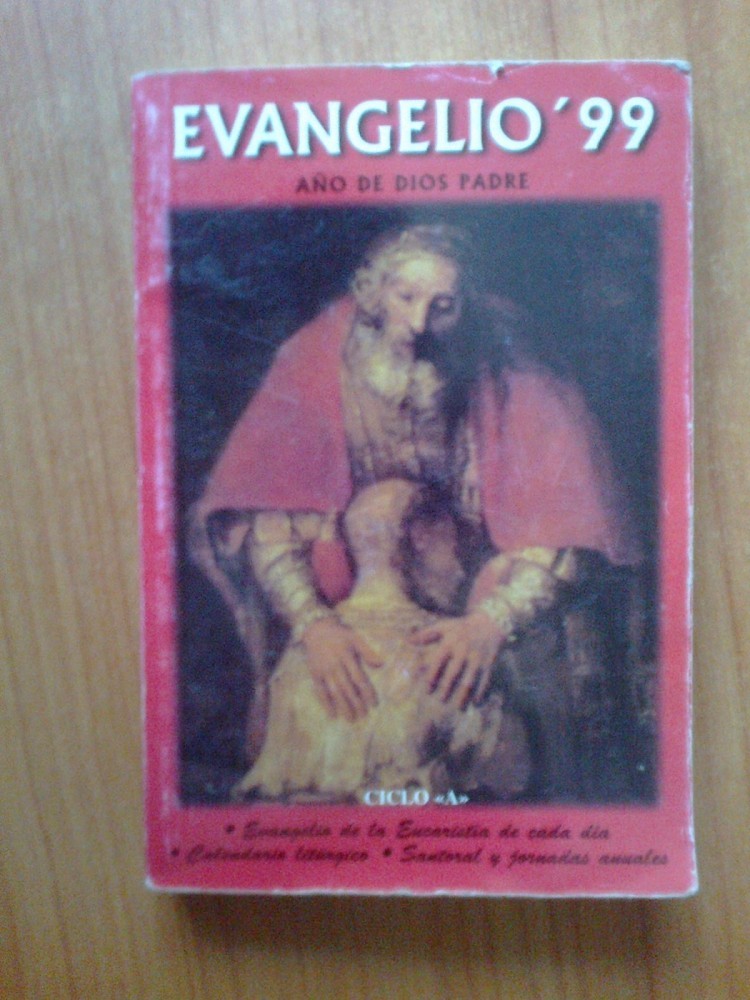 EVANGELIO ´99
AÑO DE DIOS PADRE
CICLO «A»
• Evangelio de la Eucaristía de cada día
• Calendario litúrgico • Santoral y jornadas anuales